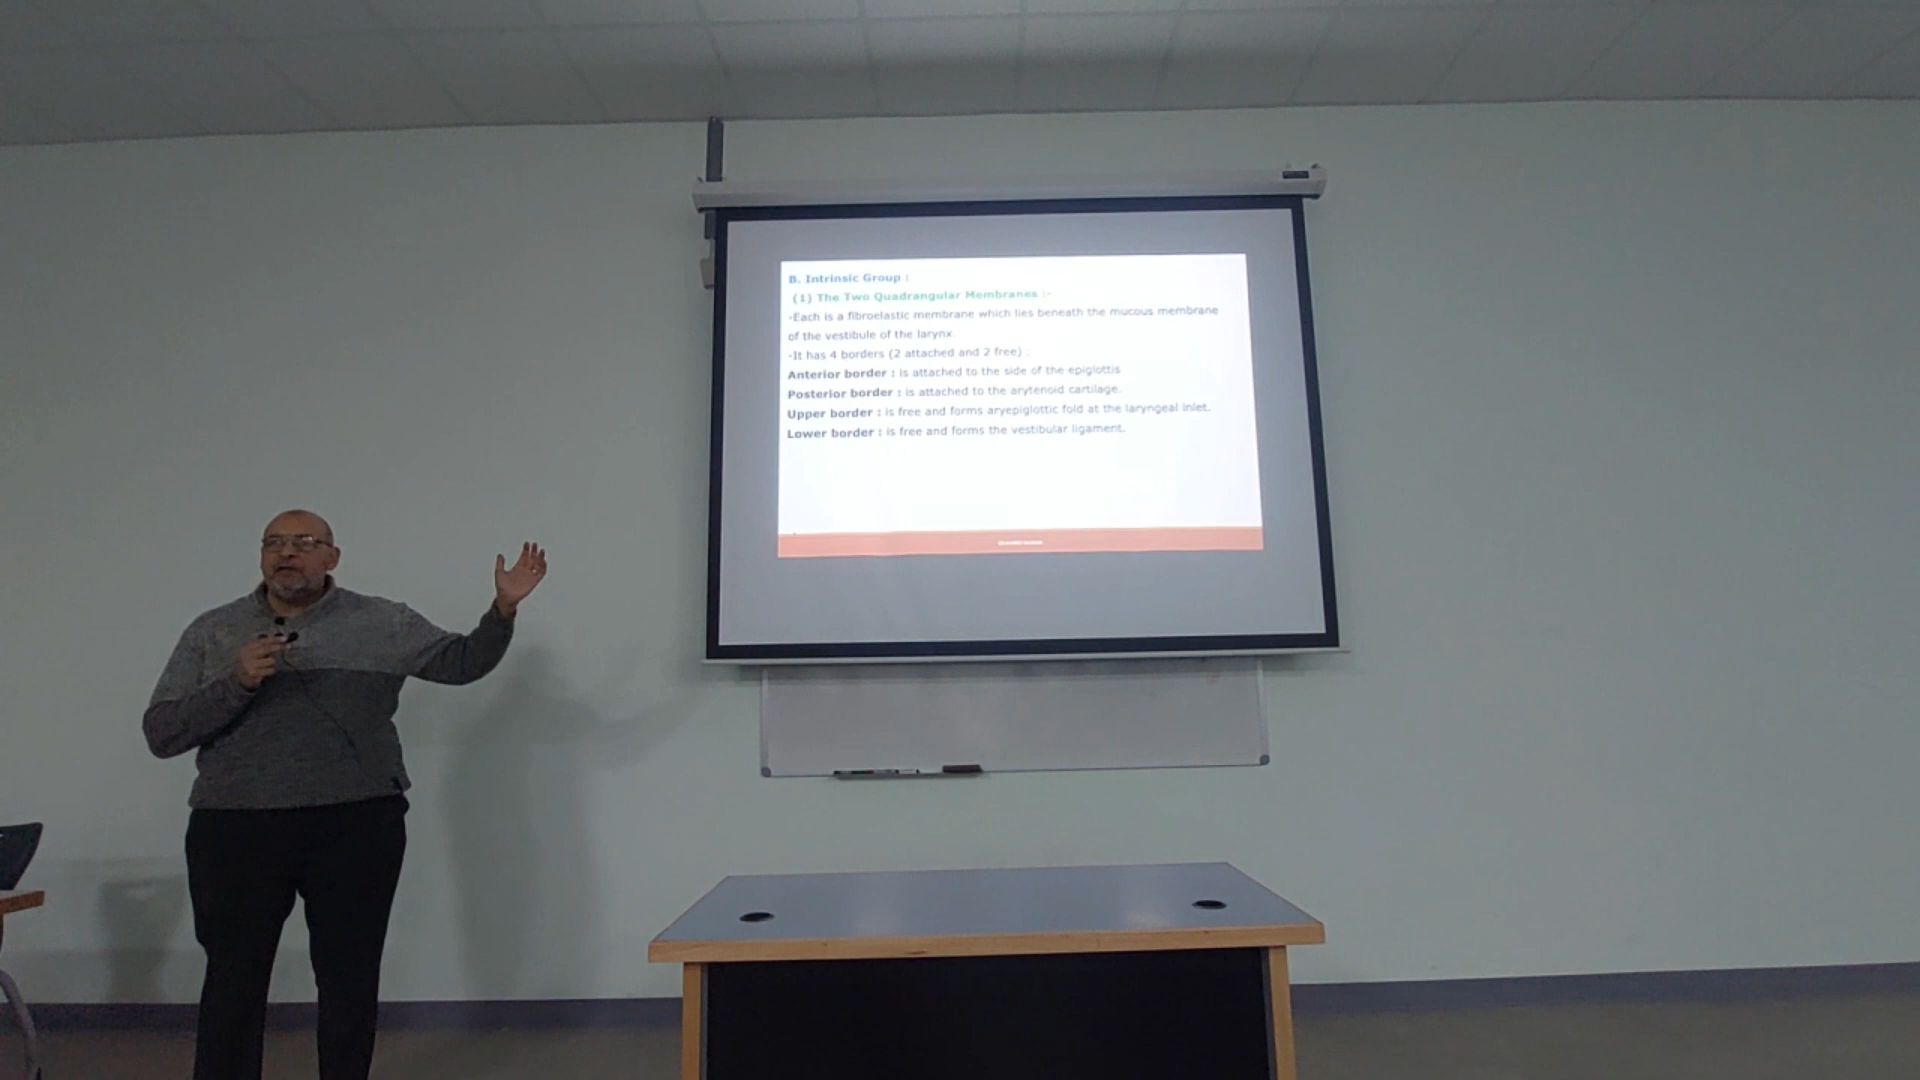 B. Intrinsic Group :
(1) The Two Quadrangular Membranes :-
-Each is a fibroelastic membrane which lies beneath the mucous membrane
of the vestibule of the larynx.
-It has 4 borders (2 attached and 2 free) :
Anterior border : is attached to the side of the epiglottis
Posterior border : is attached to the arytenoid cartilage.
Upper border : is free and forms aryepiglottic fold at the laryngeal inlet.
Lower border : is free and forms the vestibular ligament.